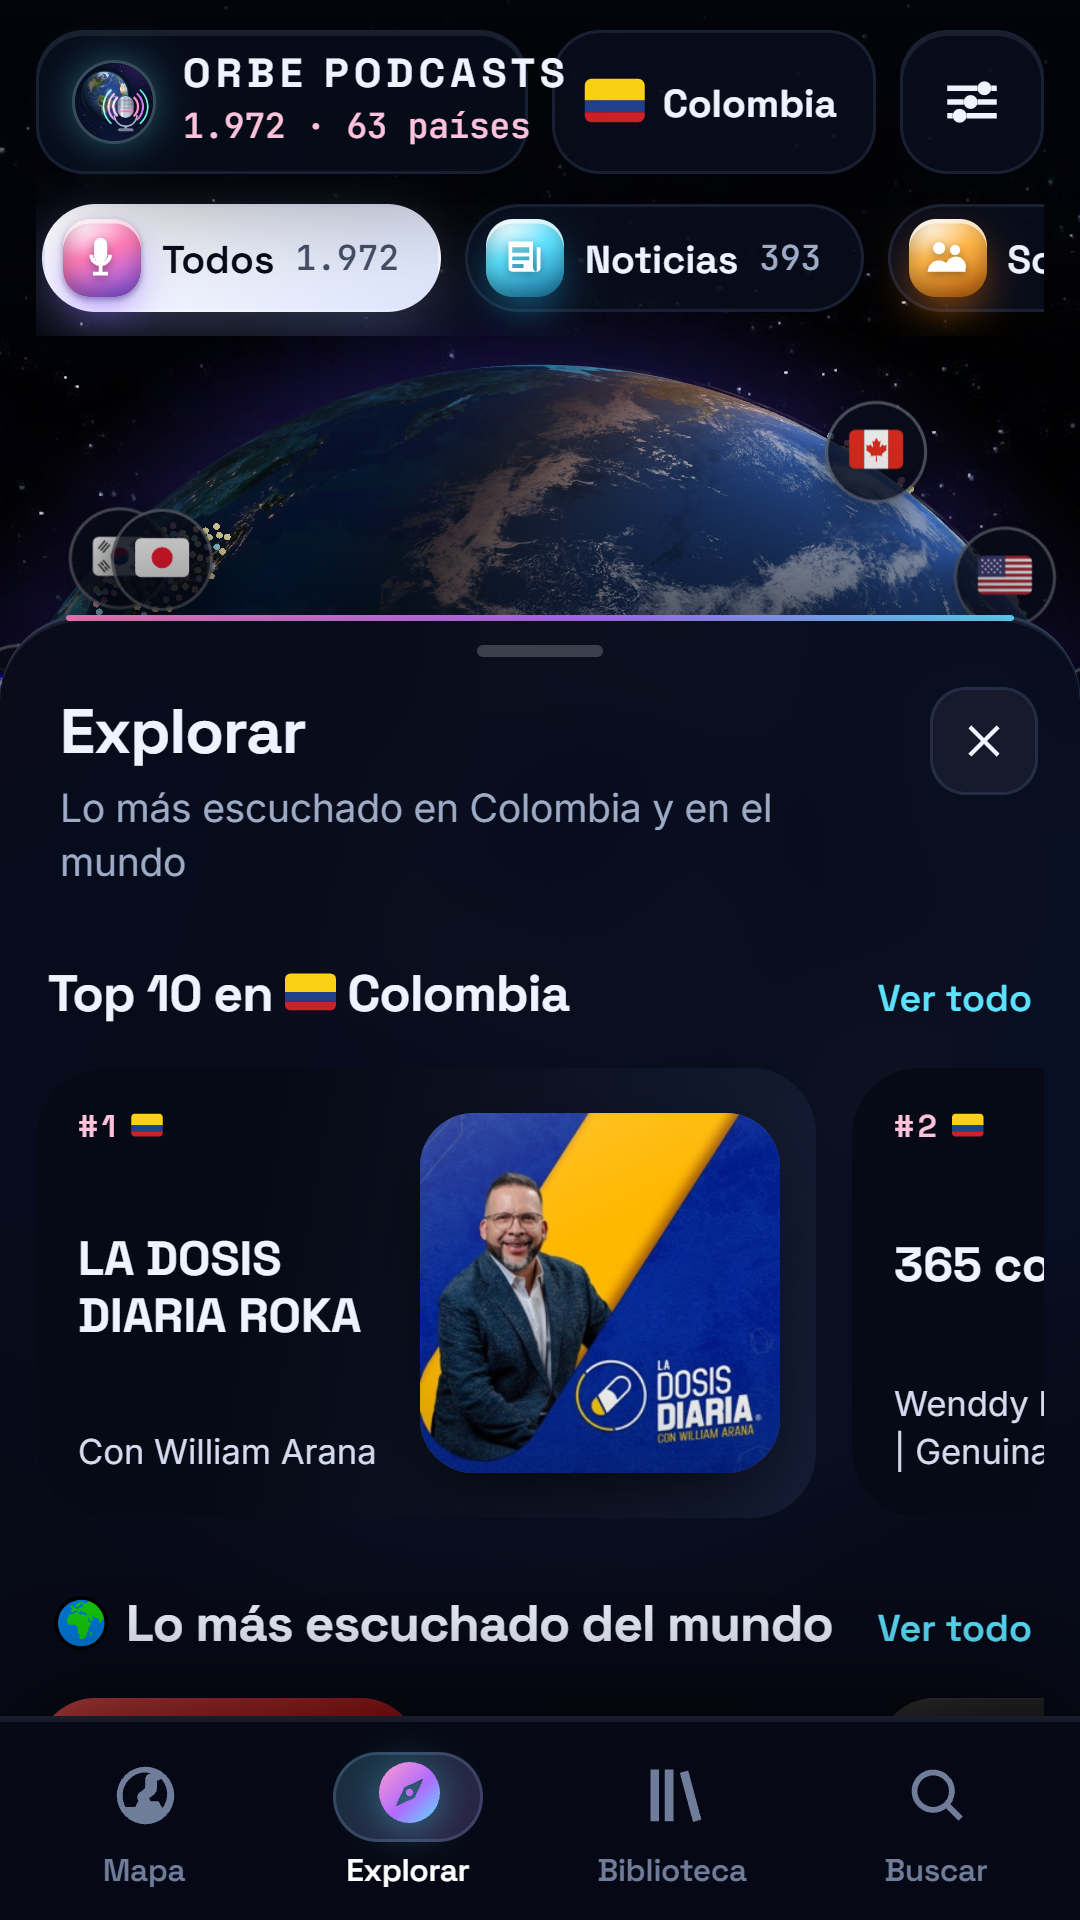 ORBE PODCASTS
1.972 · 63 países
Colombia
Todos 1.972
Noticias 393
So
Explorar
Lo más escuchado en Colombia y en el
mundo
Top 10 en Colombia
Ver todo
#1
LA DOSIS
DIARIA ROKA
Con William Arana
LA
DOSIS
DIARIA
CON WILLIAM ARANA
#2
365 co
Wenddy
| Genuina
Lo más escuchado del mundo
Ver todo
Mapa
Explorar
Biblioteca
Buscar